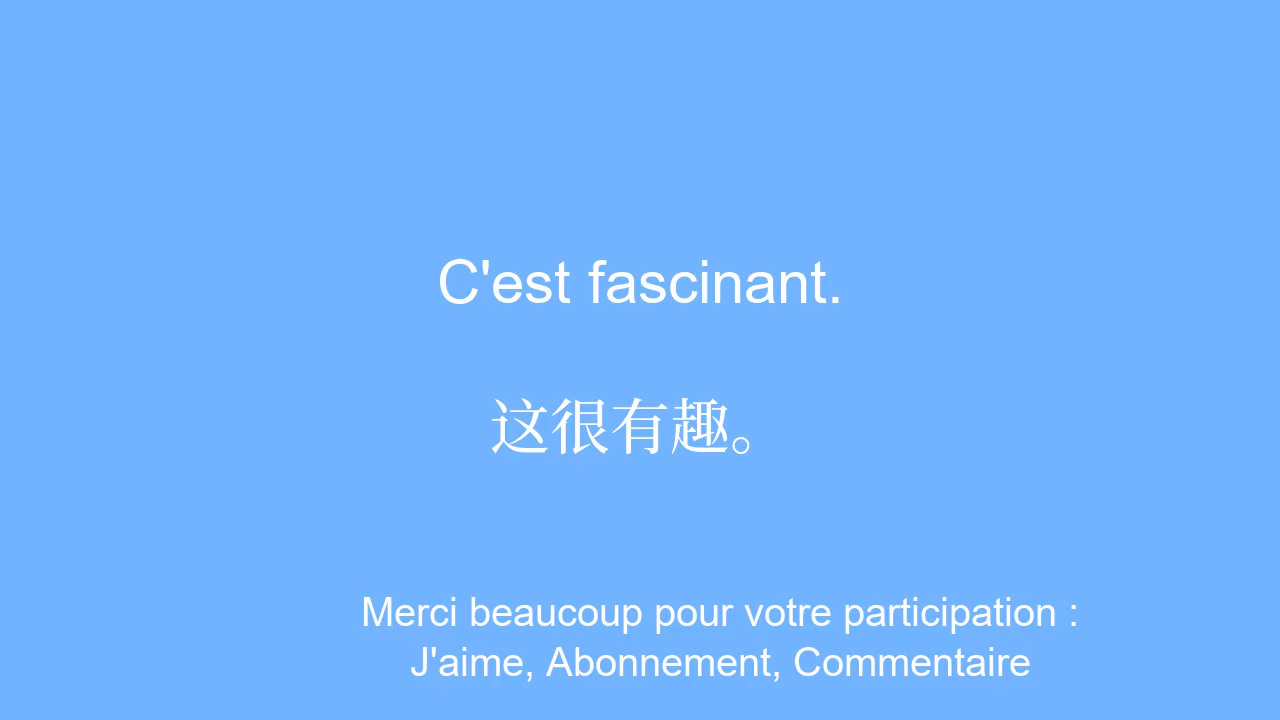 C'est fascinant.
这很有趣。
Merci beaucoup pour votre participation :
J'aime, Abonnement, Commentaire